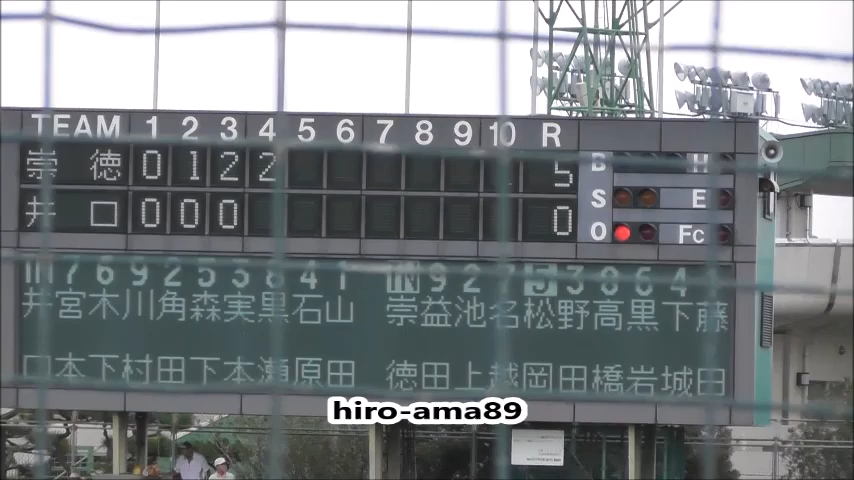 TEAM 1 2 3 4 5 6 7 8 9 10 R
崇徳 0 1 2 2 5
井口 0 0 0 0
B H
S E
O Fc
7 6 9 2 5 3 8 4 1 IN 9 2 5 3 8 6 4
井宮木川角森実黒石山 崇益池名松野高黒下藤
口本下村田下本瀬原田 徳田上越岡田橋岩城田
hiro-ama89